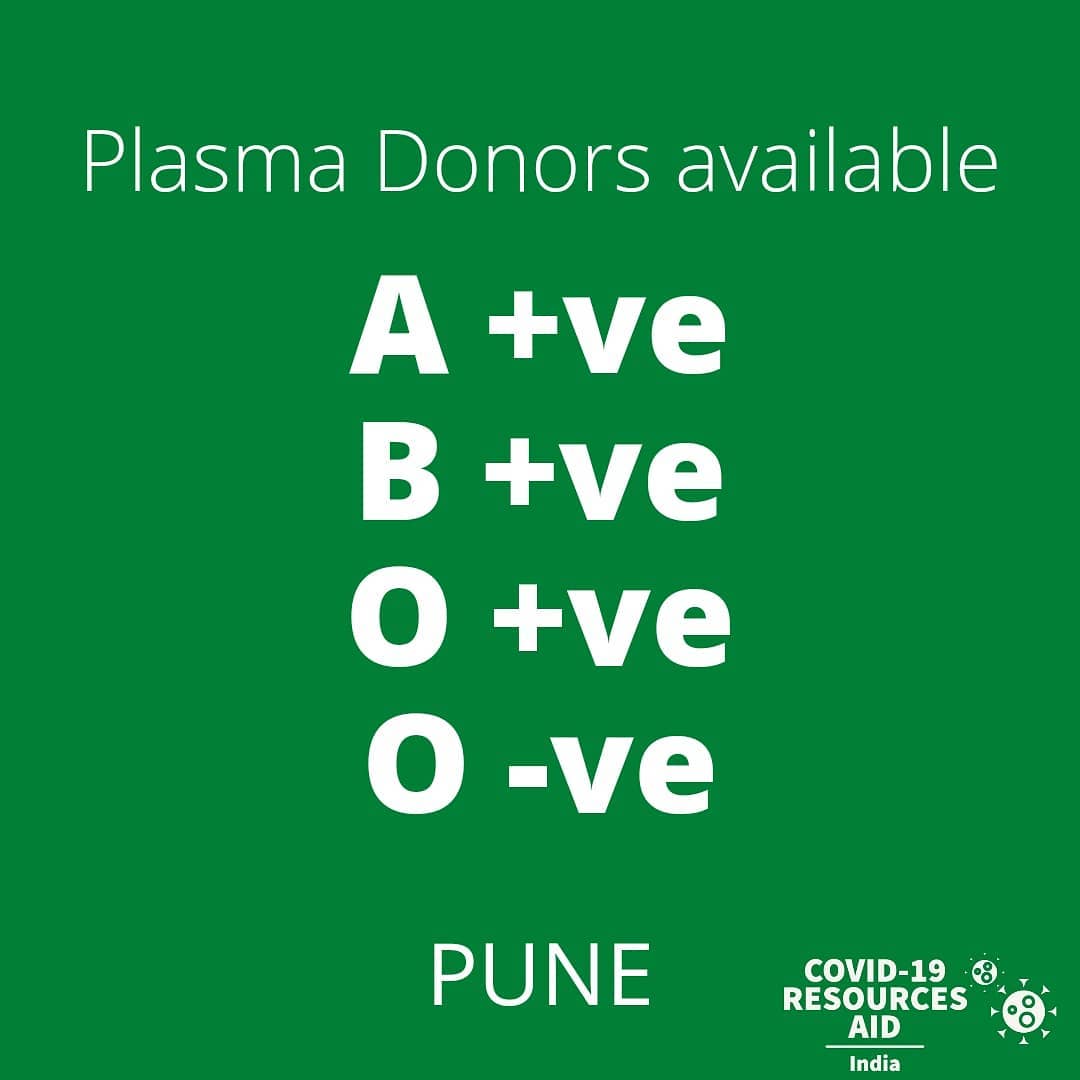 Plasma Donors available
A +ve
B +ve
O +ve
O -ve
PUNE
COVID-19
RESOURCES
AID
India